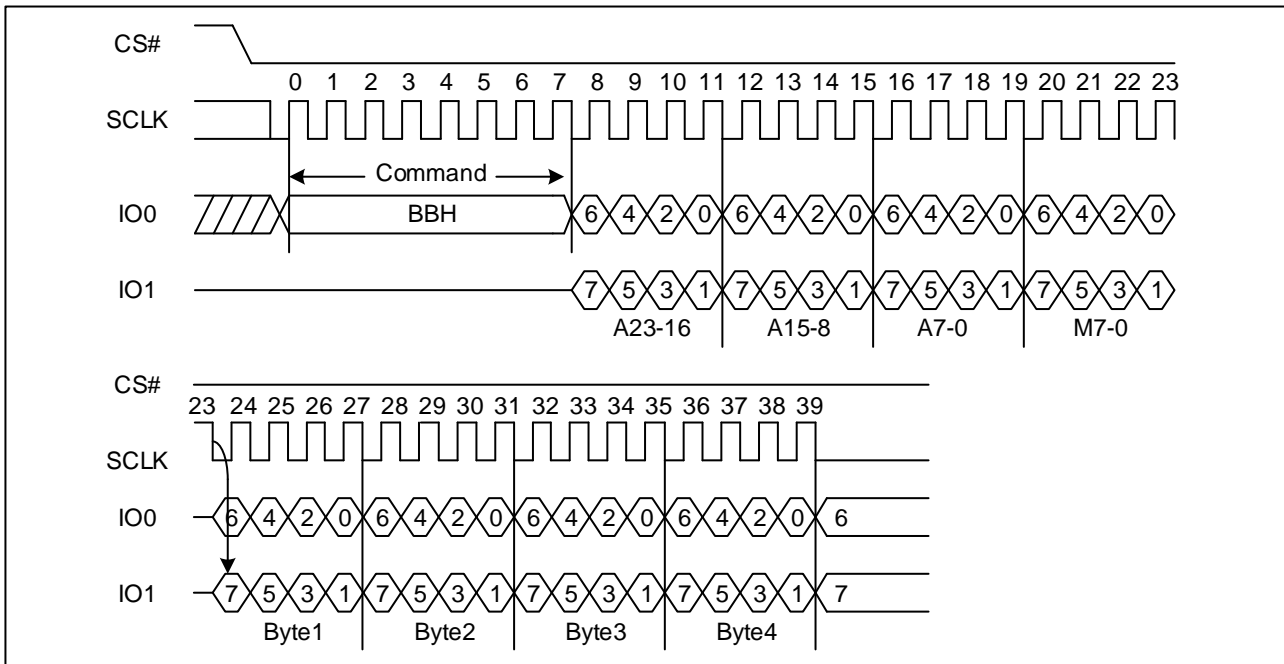 CS#
0 1 2 3 4 5 6 7 8 9 10 11 12 13 14 15 16 17 18 19 20 21 22 23
SCLK
Command
IO0 BBH 6 4 2 0 6 4 2 0 6 4 2 0 6 4 2 0
IO1 7 5 3 1 7 5 3 1 7 5 3 1 7 5 3 1
A23-16 A15-8 A7-0 M7-0
CS#
23 24 25 26 27 28 29 30 31 32 33 34 35 36 37 38 39
SCLK
IO0 6 4 2 0 6 4 2 0 6 4 2 0 6 4 2 0 6
IO1 7 5 3 1 7 5 3 1 7 5 3 1 7 5 3 1 7
Byte1 Byte2 Byte3 Byte4